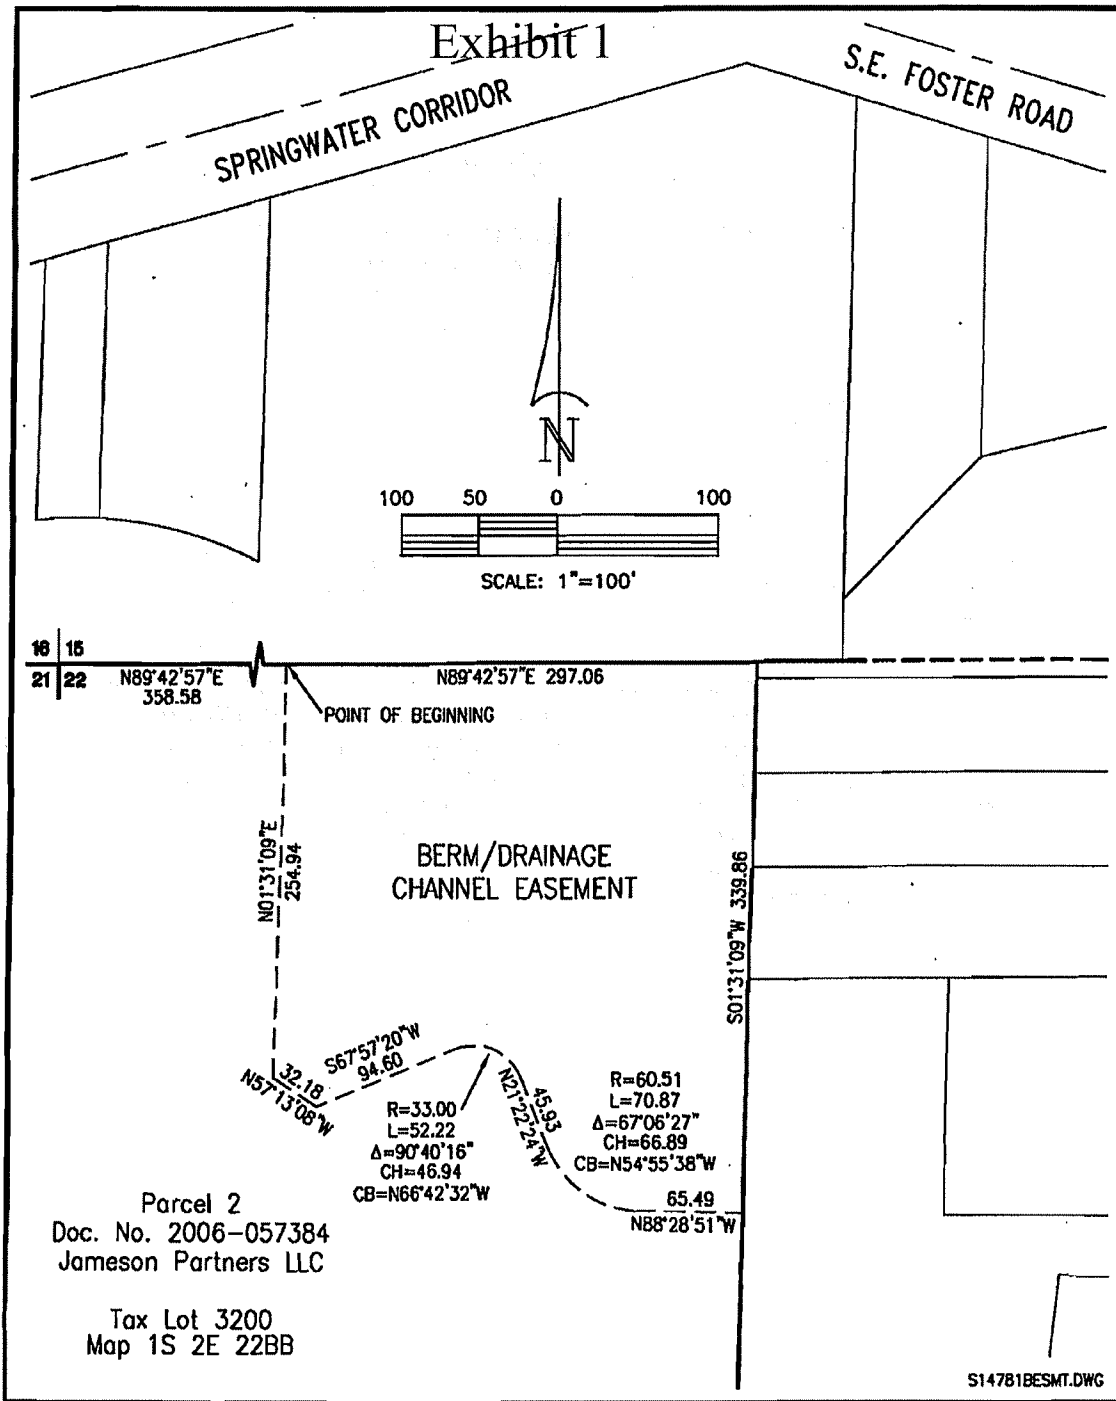 Exhibit 1
SPRINGWATER CORRIDOR
S.E. FOSTER ROAD
N
100 50 0 100
SCALE: 1"=100'
16 15
21 22
N89°42'57"E
358.58
N89°42'57"E 297.06
POINT OF BEGINNING
N01°31'09"E
254.94
BERM/DRAINAGE
CHANNEL EASEMENT
S01°31'09"W 339.86
32.18
N57°13'08"W
S67°57'20"W
94.60
R=33.00
L=52.22
Δ=90°40'16"
CH=46.94
CB=N66°42'32"W
45.93
N21°22'24"W
R=60.51
L=70.87
Δ=67°06'27"
CH=66.89
CB=N54°55'38"W
65.49
N88°28'51"W
Parcel 2
Doc. No. 2006-057384
Jameson Partners LLC
Tax Lot 3200
Map 1S 2E 22BB
S14781BESMT.DWG